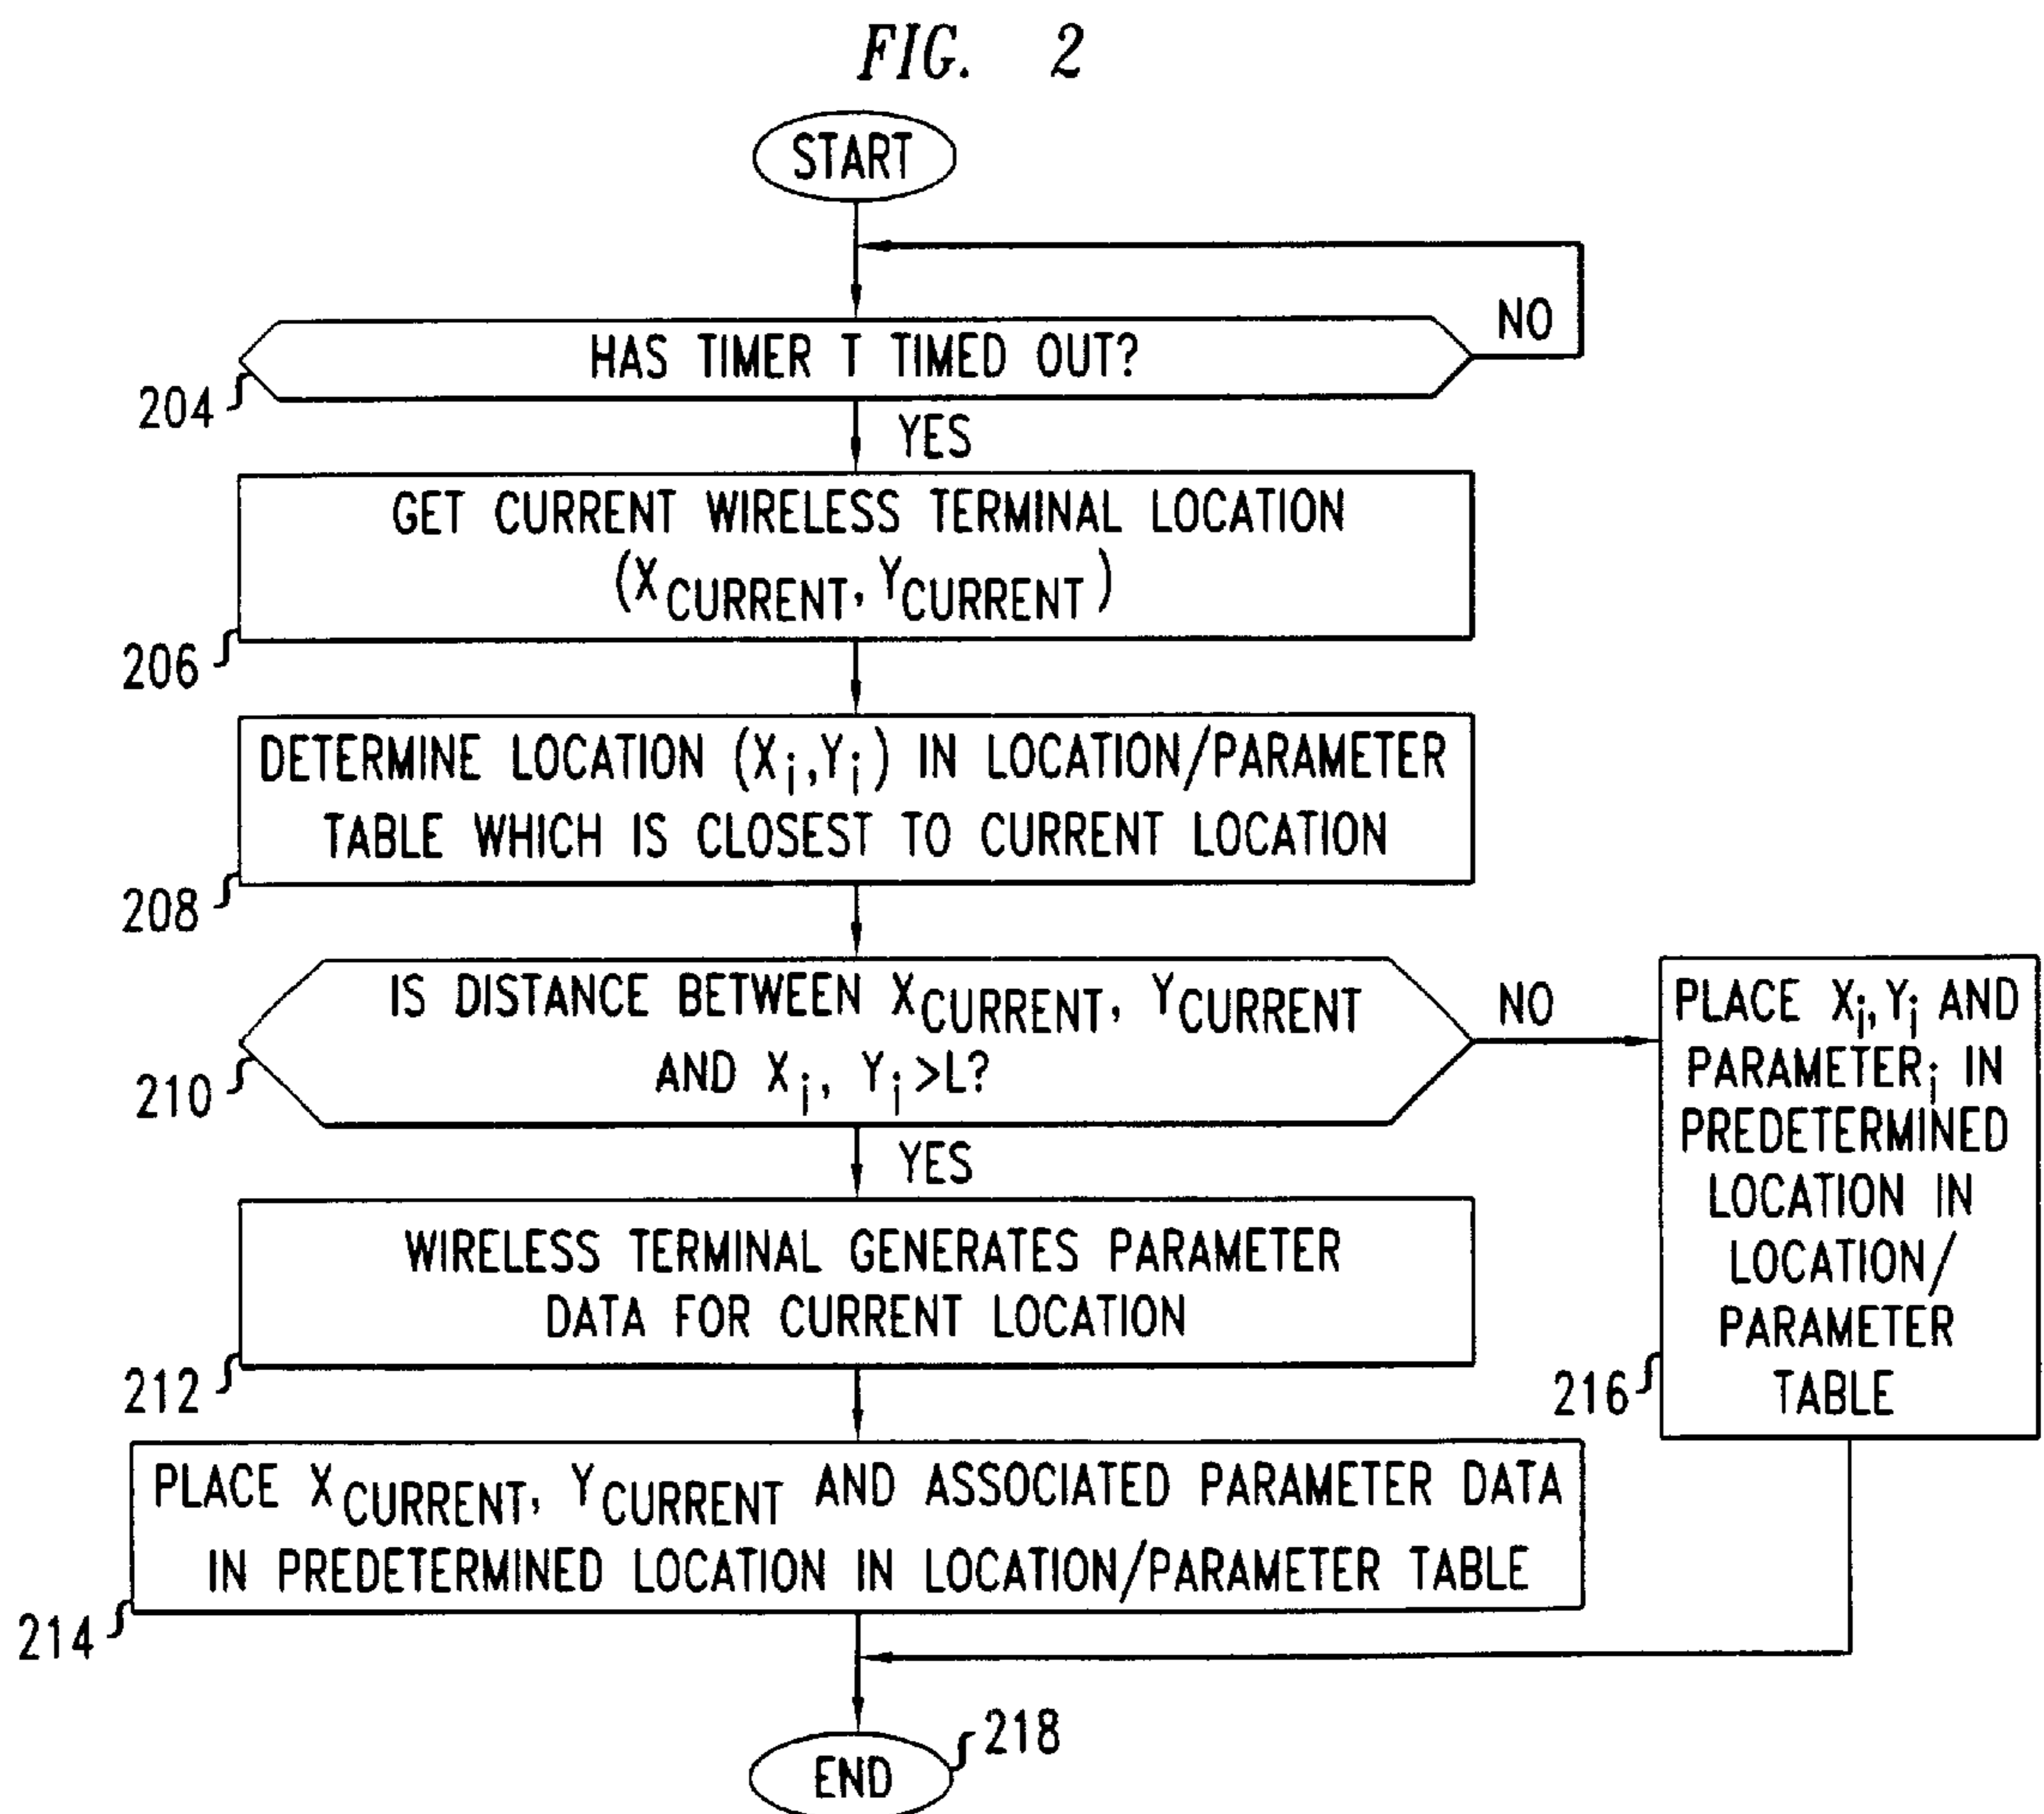 FIG. 2
START
HAS TIMER T TIMED OUT?
NO
204
YES
GET CURRENT WIRELESS TERMINAL LOCATION
(XCURRENT, YCURRENT)
206
DETERMINE LOCATION (Xi,Yi) IN LOCATION/PARAMETER
TABLE WHICH IS CLOSEST TO CURRENT LOCATION
208
IS DISTANCE BETWEEN XCURRENT, YCURRENT
AND Xi, Yi>L?
210
NO
YES
PLACE Xi,Yi AND
PARAMETERi IN
PREDETERMINED
LOCATION IN
LOCATION/
PARAMETER
TABLE
216
WIRELESS TERMINAL GENERATES PARAMETER
DATA FOR CURRENT LOCATION
212
PLACE XCURRENT, YCURRENT AND ASSOCIATED PARAMETER DATA
IN PREDETERMINED LOCATION IN LOCATION/PARAMETER TABLE
214
218
END